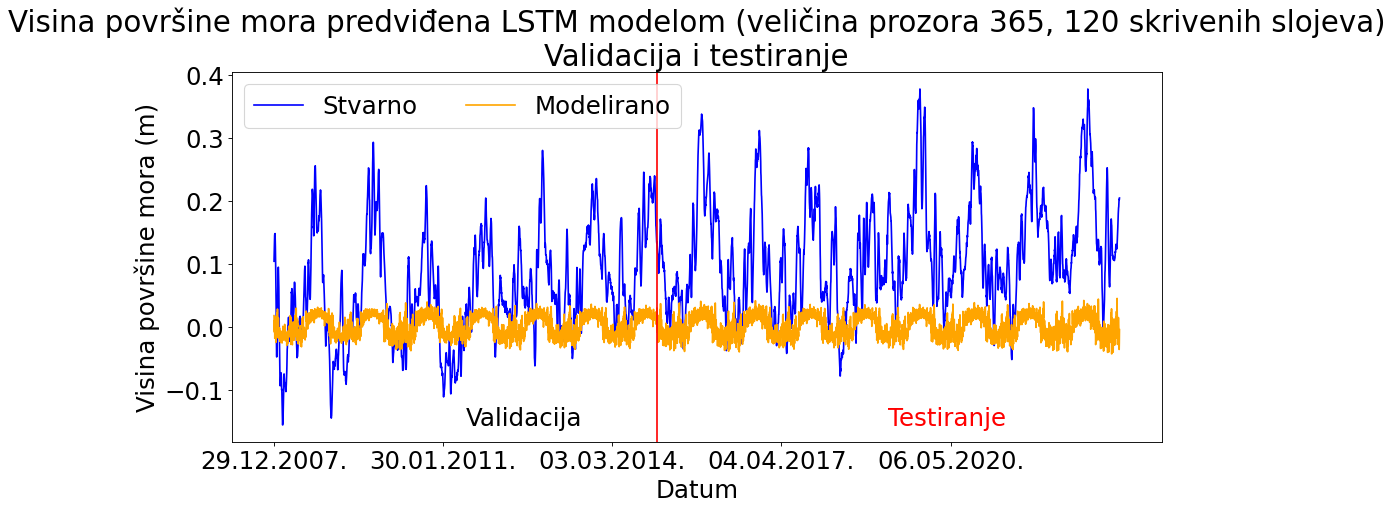 Visina površine mora predviđena LSTM modelom (veličina prozora 365, 120 skrivenih slojeva)
Validacija i testiranje
Stvarno
Modelirano
Visina površine mora (m)
0.4
0.3
0.2
0.1
0.0
−0.1
Validacija
Testiranje
29.12.2007.
30.01.2011.
03.03.2014.
04.04.2017.
06.05.2020.
Datum